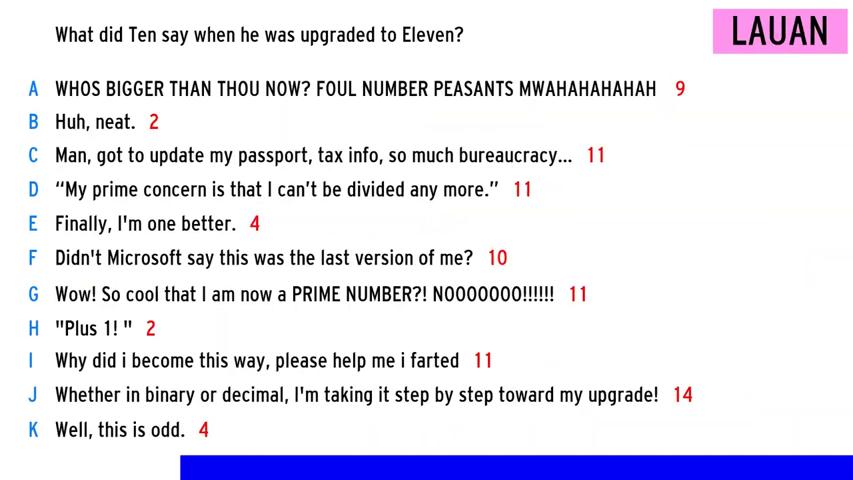 What did Ten say when he was upgraded to Eleven?
LAUAN
A WHOS BIGGER THAN THOU NOW? FOUL NUMBER PEASANTS MWAHAHAHAHAH 9
B Huh, neat. 2
C Man, got to update my passport, tax info, so much bureaucracy... 11
D “My prime concern is that I can’t be divided any more.” 11
E Finally, I'm one better. 4
F Didn't Microsoft say this was the last version of me? 10
G Wow! So cool that I am now a PRIME NUMBER?! NOOOOOOO!!!!!! 11
H "Plus 1! " 2
I Why did i become this way, please help me i farted 11
J Whether in binary or decimal, I'm taking it step by step toward my upgrade! 14
K Well, this is odd. 4